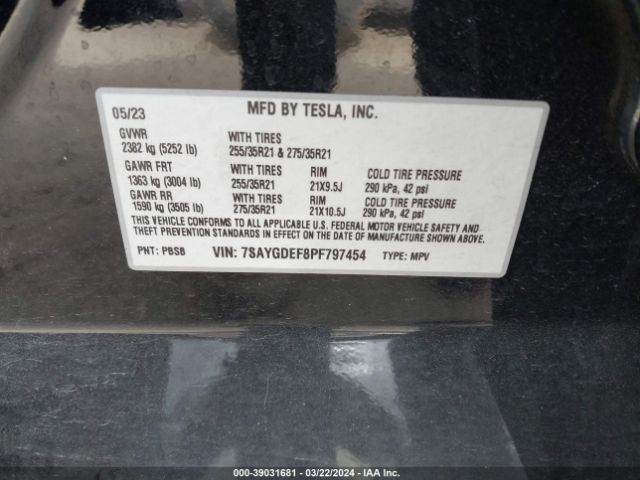 05/23 MFD BY TESLA, INC.
GVWR WITH TIRES
2382 kg (5252 lb) 255/35R21 & 275/35R21
GAWR FRT WITH TIRES RIM COLD TIRE PRESSURE
1363 kg (3004 lb) 255/35R21 21X9.5J 290 kPa, 42 psi
GAWR RR WITH TIRES RIM COLD TIRE PRESSURE
1590 kg (3505 lb) 275/35R21 21X10.5J 290 kPa, 42 psi
THIS VEHICLE CONFORMS TO ALL APPLICABLE U.S. FEDERAL MOTOR VEHICLE SAFETY AND
THEFT PREVENTION STANDARDS IN EFFECT ON THE DATE OF MANUFACTURE SHOWN ABOVE.
PNT: PBSB VIN: 7SAYGDEF8PF797454 TYPE: MPV
000-39031681 - 03/22/2024 - IAA Inc.